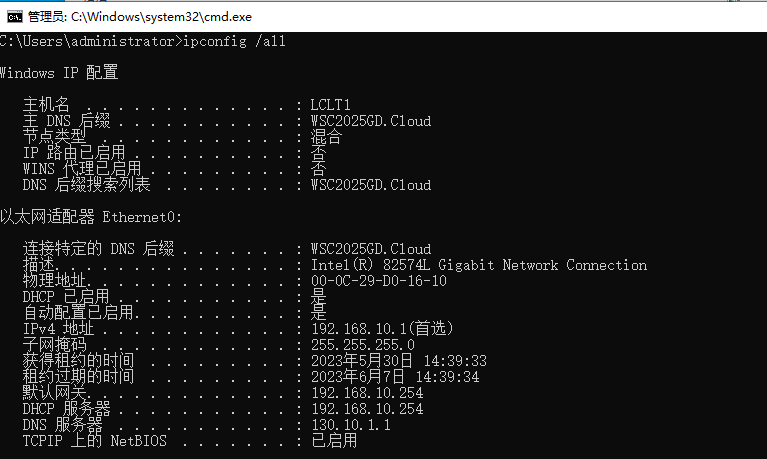 管理员: C:\Windows\system32\cmd.exe
C:\Users\administrator>ipconfig /all
Windows IP 配置
主机名 . . . . . . . . . . . . . : LCLT1
主 DNS 后缀 . . . . . . . . . . . : WSC2025GD.Cloud
节点类型 . . . . . . . . . . . . : 混合
IP 路由已启用 . . . . . . . . . . : 否
WINS 代理已启用 . . . . . . . . . : 否
DNS 后缀搜索列表 . . . . . . . . : WSC2025GD.Cloud
以太网适配器 Ethernet0:
连接特定的 DNS 后缀 . . . . . . . : WSC2025GD.Cloud
描述. . . . . . . . . . . . . . . : Intel(R) 82574L Gigabit Network Connection
物理地址. . . . . . . . . . . . . : 00-0C-29-D0-16-10
DHCP 已启用 . . . . . . . . . . . : 是
自动配置已启用. . . . . . . . . . : 是
IPv4 地址 . . . . . . . . . . . . : 192.168.10.1(首选)
子网掩码 . . . . . . . . . . . . : 255.255.255.0
获得租约的时间 . . . . . . . . . : 2023年5月30日 14:39:33
租约过期的时间 . . . . . . . . . : 2023年6月7日 14:39:34
默认网关. . . . . . . . . . . . . : 192.168.10.254
DHCP 服务器 . . . . . . . . . . . : 192.168.10.254
DNS 服务器 . . . . . . . . . . . : 130.10.1.1
TCPIP 上的 NetBIOS . . . . . . . : 已启用